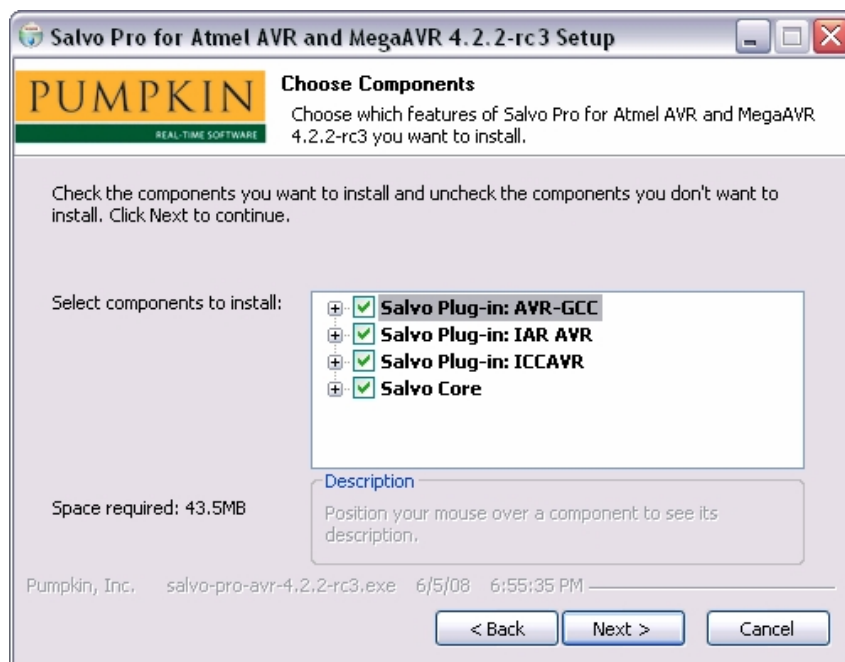 Salvo Pro for Atmel AVR and MegaAVR 4.2.2-rc3 Setup
PUMPKIN
REAL-TIME SOFTWARE
Choose Components
Choose which features of Salvo Pro for Atmel AVR and MegaAVR
4.2.2-rc3 you want to install.
Check the components you want to install and uncheck the components you don't want to
install. Click Next to continue.
Select components to install:
Salvo Plug-in: AVR-GCC
Salvo Plug-in: IAR AVR
Salvo Plug-in: ICCAVR
Salvo Core
Space required: 43.5MB
Description
Position your mouse over a component to see its
description.
Pumpkin, Inc. salvo-pro-avr-4.2.2-rc3.exe 6/5/08 6:55:35 PM
< Back
Next >
Cancel